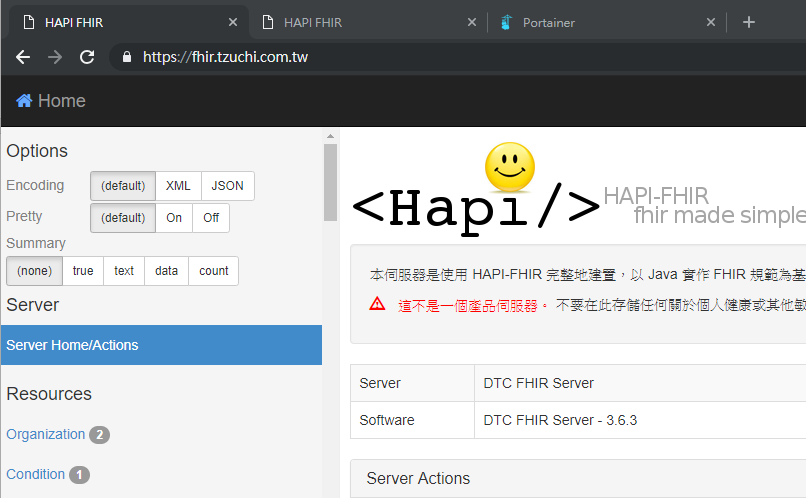 HAPI FHIR
HAPI FHIR
Portainer
https://fhir.tzuchi.com.tw
Home
Options
Encoding (default) XML JSON
Pretty (default) On Off
Summary
(none) true text data count
Server
Server Home/Actions
Resources
Organization 2
Condition 1
<Hapi/>
HAPI-FHIR
fhir made simple
本伺服器是使用 HAPI-FHIR 完整地建置，以 Java 實作 FHIR 規範為基
這不是一個產品伺服器。 不要在此存儲任何關於個人健康或其他敏
Server DTC FHIR Server
Software DTC FHIR Server - 3.6.3
Server Actions